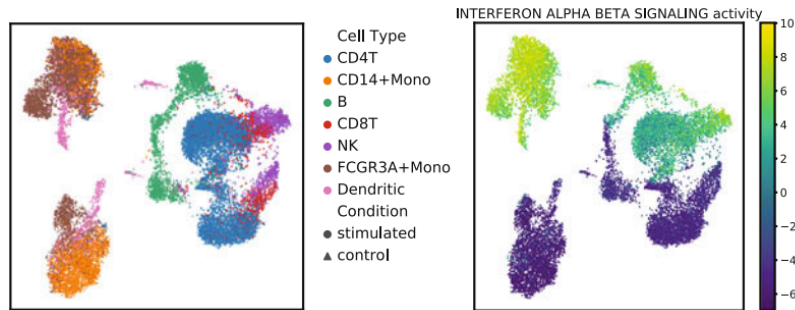 Cell Type
CD4T
CD14+Mono
B
CD8T
NK
FCGR3A+Mono
Dendritic
Condition
stimulated
control
INTERFERON ALPHA BETA SIGNALING activity
10
8
6
4
2
0
−2
−4
−6